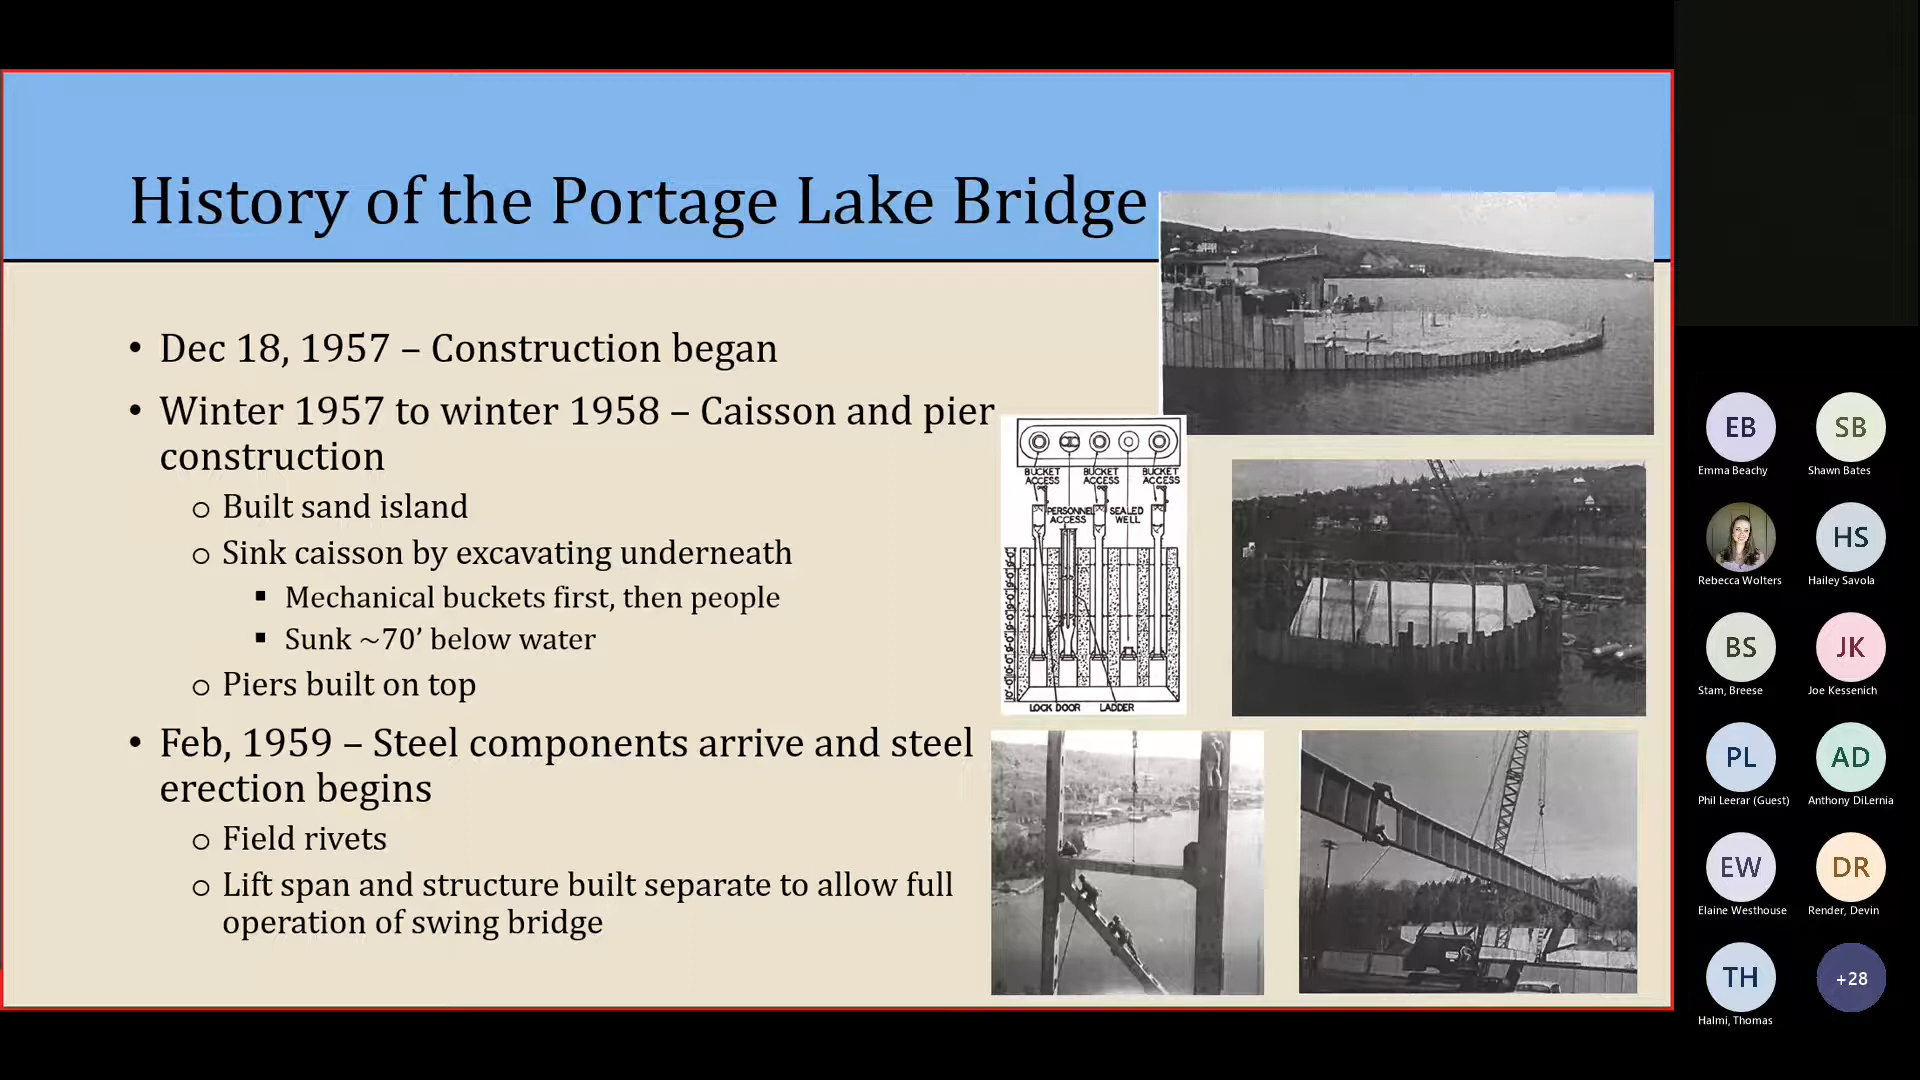 History of the Portage Lake Bridge
• Dec 18, 1957 – Construction began
• Winter 1957 to winter 1958 – Caisson and pier
construction
o Built sand island
o Sink caisson by excavating underneath
▪ Mechanical buckets first, then people
▪ Sunk ~70’ below water
o Piers built on top
• Feb, 1959 – Steel components arrive and steel
erection begins
o Field rivets
o Lift span and structure built separate to allow full
operation of swing bridge
BUCKET ACCESS
BUCKET ACCESS
BUCKET ACCESS
PERSONNEL ACCESS
SEALED WELL
LOCK DOOR
LADDER
EB
SB
Emma Beachy
Shawn Bates
HS
Rebecca Wolters
Hailey Savola
BS
JK
Stam, Breese
Joe Kessenich
PL
AD
Phil Leerar (Guest)
Anthony DiLernia
EW
DR
Elaine Westhouse
Render, Devin
TH
+28
Halmi, Thomas